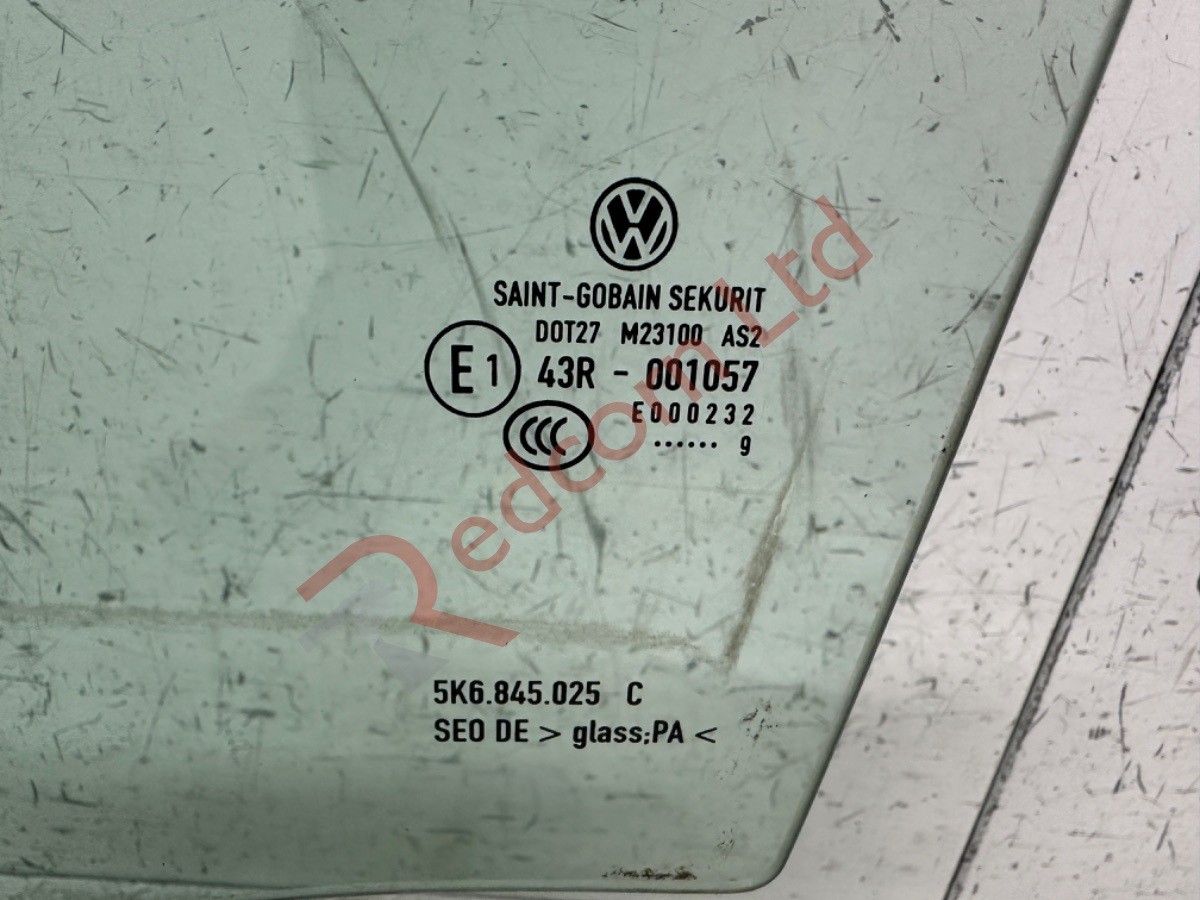 SAINT-GOBAIN SEKURIT
DOT27 M23100 AS2
E1 43R - 001057
E000232
CCC ...... 9
Redcom Ltd
5K6.845.025 C
SEO DE > glass;PA <